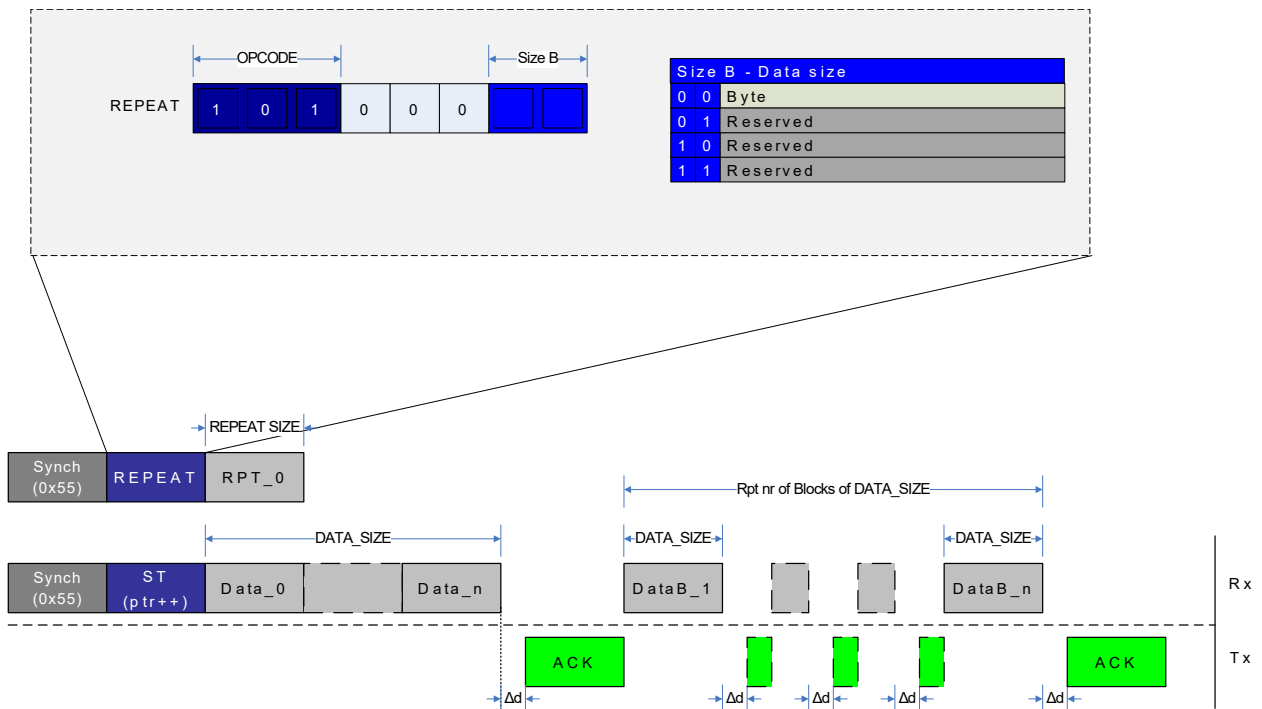 OPCODE
Size B
REPEAT
1 0 1 0 0 0
Size B - Data size
0 0 Byte
0 1 Reserved
1 0 Reserved
1 1 Reserved
REPEAT SIZE
Synch
(0x55)
REPEAT
RPT_0
Rpt nr of Blocks of DATA_SIZE
DATA_SIZE
DATA_SIZE
DATA_SIZE
Synch
(0x55)
ST
(ptr++)
Data_0
Data_n
DataB_1
DataB_n
Rx
ACK
ACK
Tx
Δd
Δd
Δd
Δd
Δd